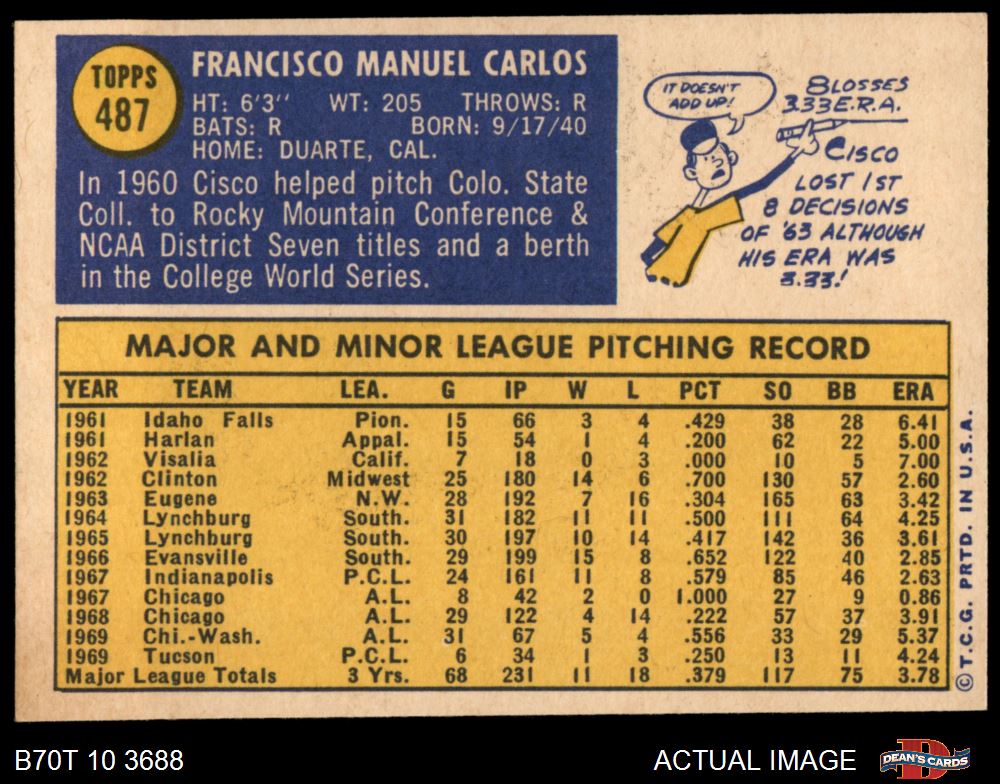 TOPPS
487
FRANCISCO MANUEL CARLOS
HT: 6'3" WT: 205 THROWS: R
BATS: R BORN: 9/17/40
HOME: DUARTE, CAL.
In 1960 Cisco helped pitch Colo. State
Coll. to Rocky Mountain Conference &
NCAA District Seven titles and a berth
in the College World Series.
IT DOESN'T
ADD UP!
8 LOSSES
3.33 E.R.A.
CISCO
LOST 1ST
8 DECISIONS
OF '63 ALTHOUGH
HIS ERA WAS
3.33!
MAJOR AND MINOR LEAGUE PITCHING RECORD
YEAR TEAM LEA. G IP W L PCT SO BB ERA
1961 Idaho Falls Pion. 15 66 3 4 .429 38 28 6.41
1961 Harlan Appal. 15 54 1 4 .200 62 22 5.00
1962 Visalia Calif. 7 18 0 3 .000 10 5 7.00
1962 Clinton Midwest 25 180 14 6 .700 130 57 2.60
1963 Eugene N.W. 28 192 7 16 .304 165 63 3.42
1964 Lynchburg South. 31 182 11 11 .500 111 64 4.25
1965 Lynchburg South. 30 197 10 14 .417 142 36 3.61
1966 Evansville South. 29 199 15 8 .652 122 40 2.85
1967 Indianapolis P.C.L. 24 161 11 8 .579 85 46 2.63
1967 Chicago A.L. 8 42 2 0 1.000 27 9 0.86
1968 Chicago A.L. 29 122 4 14 .222 57 37 3.91
1969 Chi.-Wash. A.L. 31 67 5 4 .556 33 29 5.37
1969 Tucson P.C.L. 6 34 1 3 .250 13 11 4.24
Major League Totals 3 Yrs. 68 231 11 18 .379 117 75 3.78
© T.C.G. PRTD. IN U.S.A.
B70T 10 3688
ACTUAL IMAGE
DEAN'S CARDS